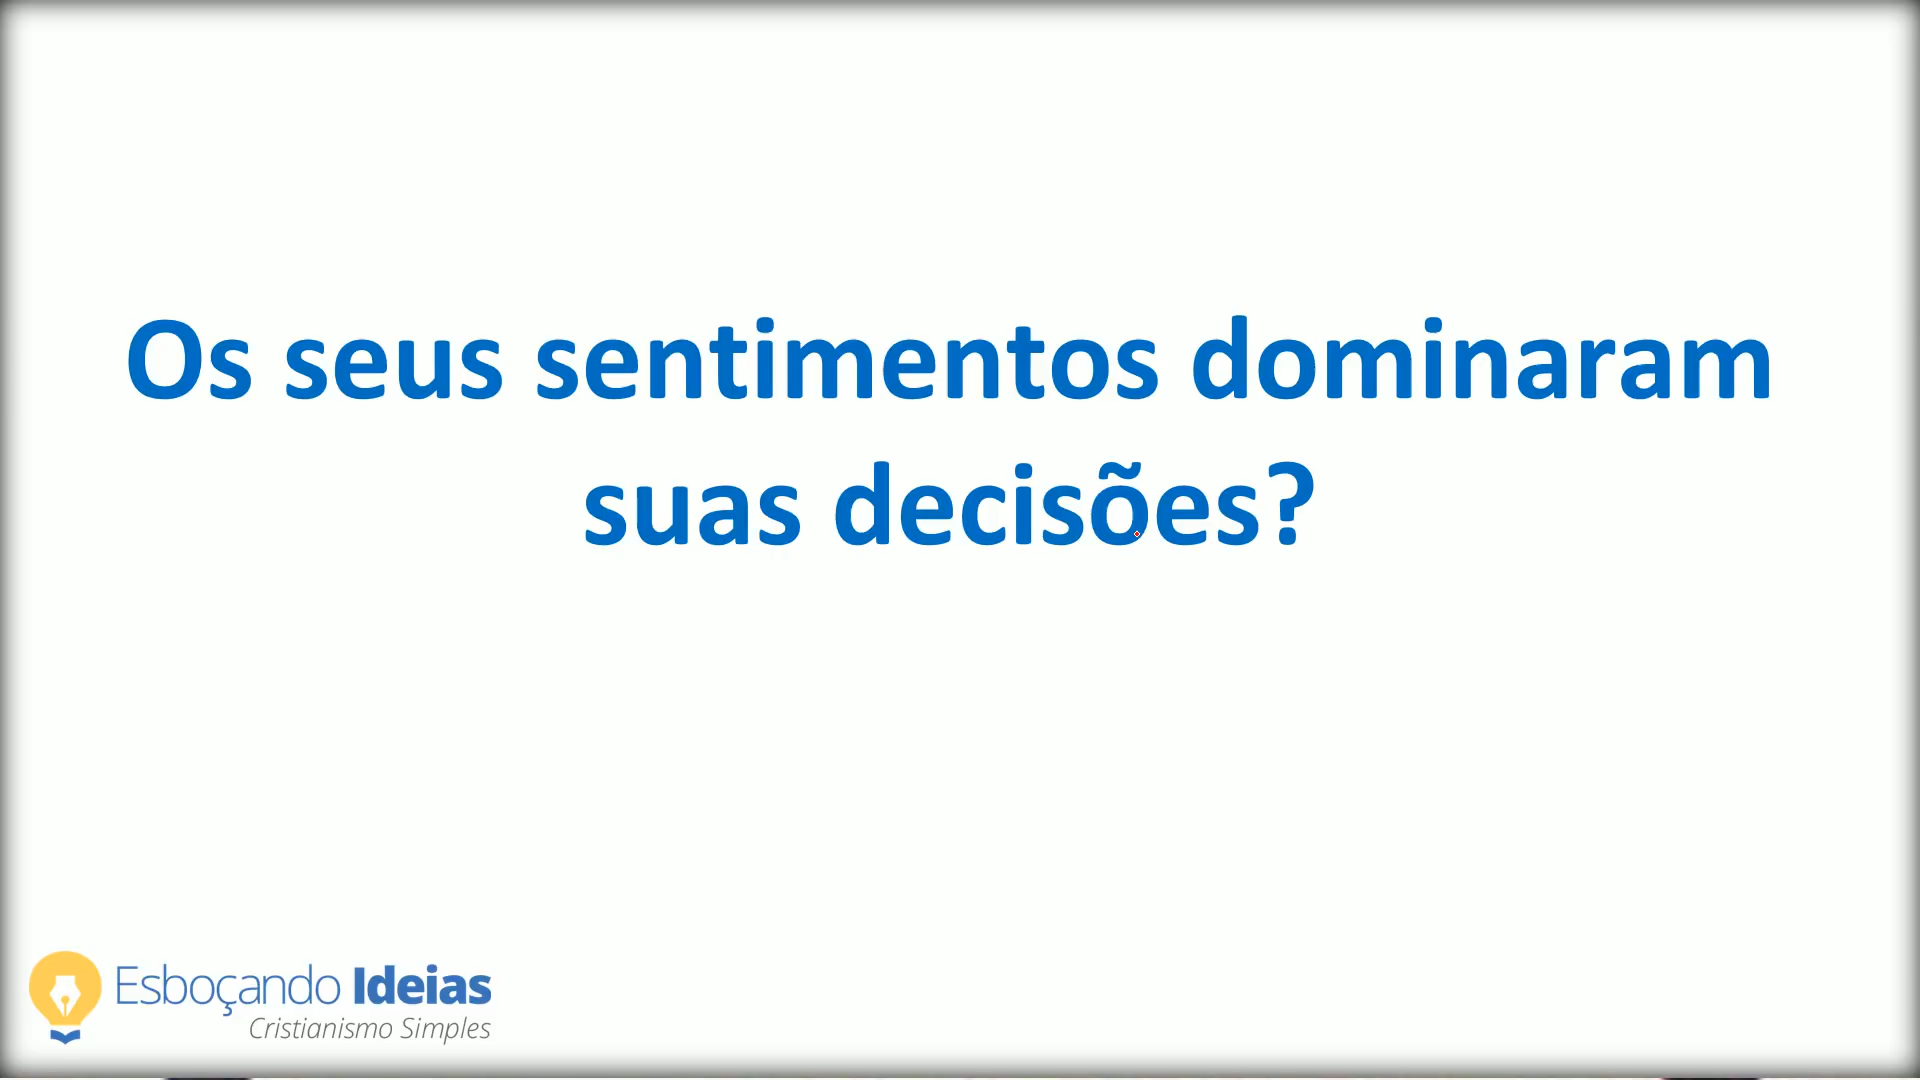 Os seus sentimentos dominaram
suas decisões?
Esboçando Ideias
Cristianismo Simples